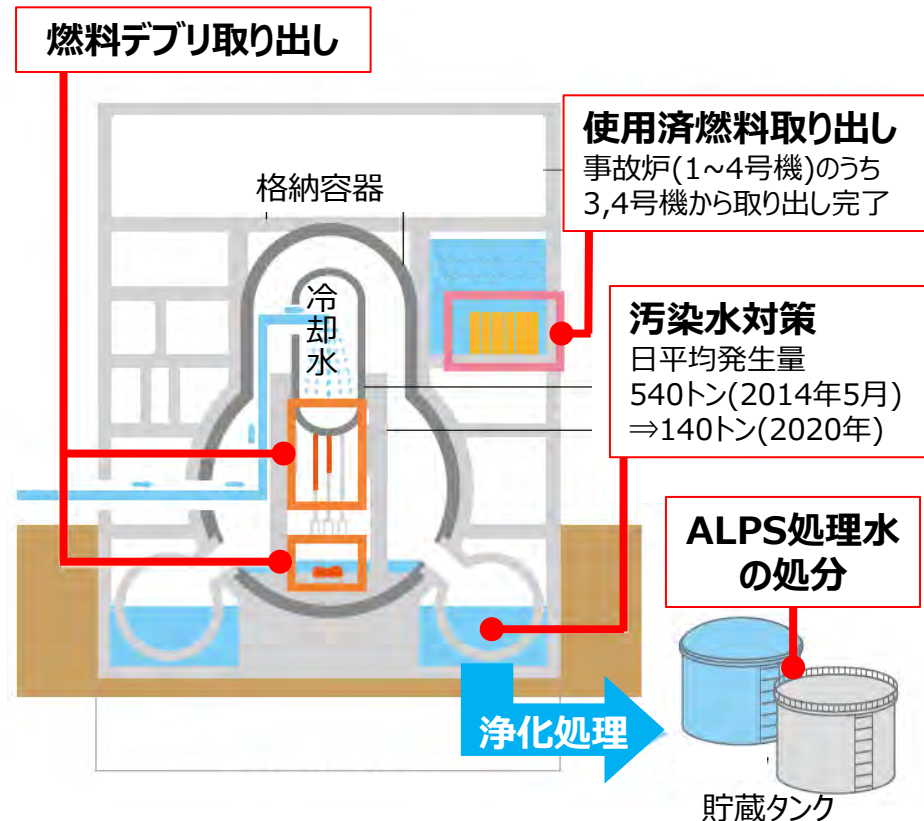 燃料デブリ取り出し
使用済燃料取り出し
事故炉(1~4号機)のうち
3,4号機から取り出し完了
格納容器
冷却水
汚染水対策
日平均発生量
540トン(2014年5月)
⇒140トン(2020年)
ALPS処理水
の処分
浄化処理
貯蔵タンク